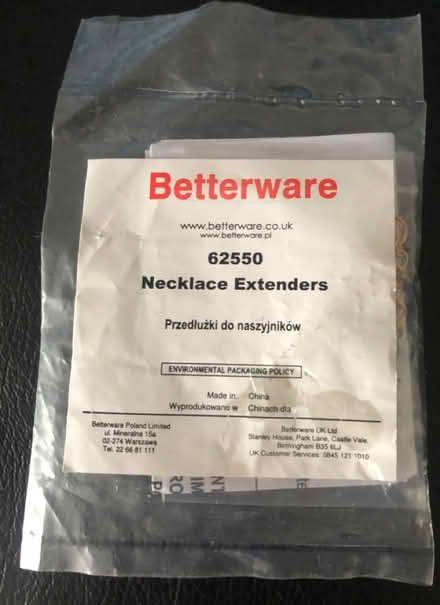 Betterware
www.betterware.co.uk
www.betterware.pl
62550
Necklace Extenders
Przedłużki do naszyjników
ENVIRONMENTAL PACKAGING POLICY
Made in: China
Wyprodukowano w Chinach dla
Betterware Poland Limited
ul. Mineralna 15a
02-274 Warszawa
Tel. 22 66 81 111
Betterware UK Ltd
Stanley House, Park Lane, Castle Vale,
Birmingham B35 6LJ
UK Customer Services: 0845 121 1010